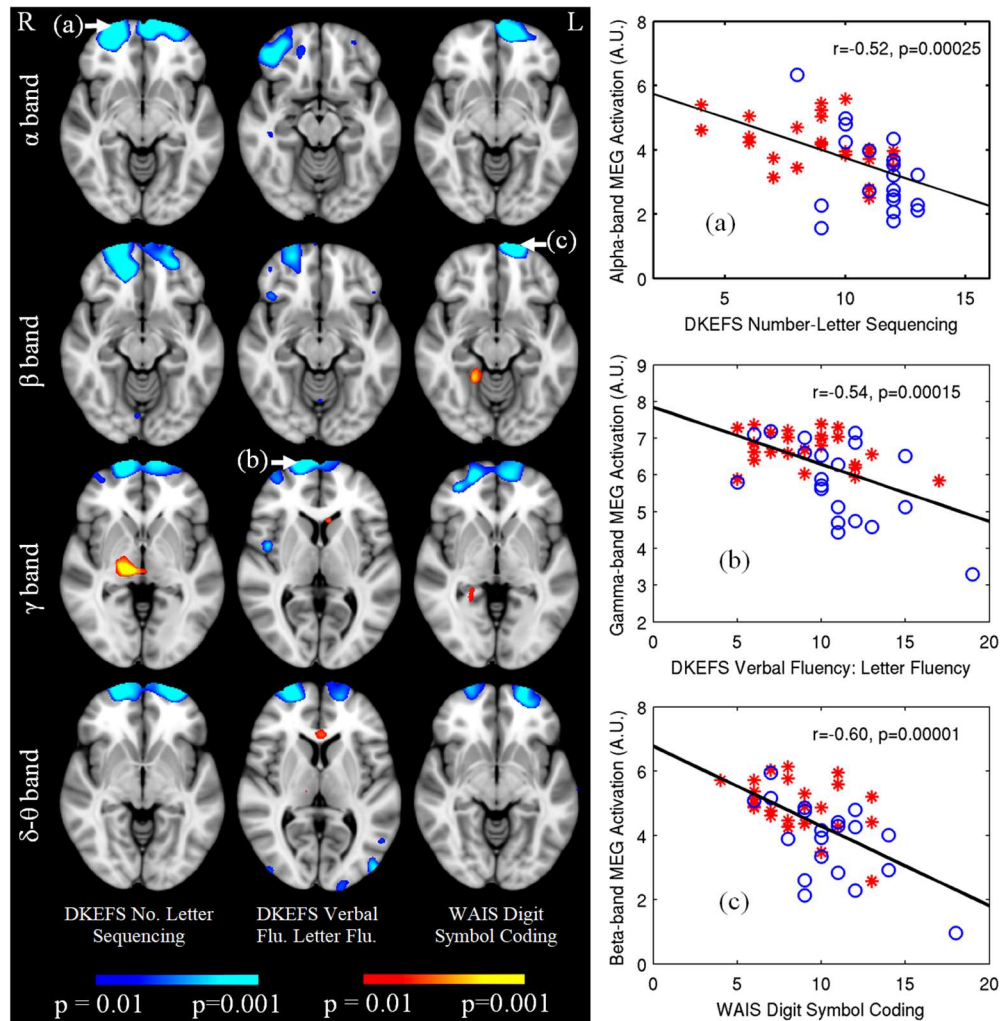 R
(a)
L
α band
β band
(c)
(b)
γ band
δ-θ band
DKEFS No. Letter
Sequencing
DKEFS Verbal
Flu. Letter Flu.
WAIS Digit
Symbol Coding
p = 0.01
p=0.001
p = 0.01
p=0.001
Alpha-band MEG Activation (A.U.)
8
6
4
2
0
r=-0.52, p=0.00025
(a)
5
10
15
DKEFS Number-Letter Sequencing
Gamma-band MEG Activation (A.U.)
9
8
7
6
5
4
3
2
r=-0.54, p=0.00015
(b)
0
5
10
15
20
DKEFS Verbal Fluency: Letter Fluency
Beta-band MEG Activation (A.U.)
8
6
4
2
0
r=-0.60, p=0.00001
(c)
0
5
10
15
20
WAIS Digit Symbol Coding